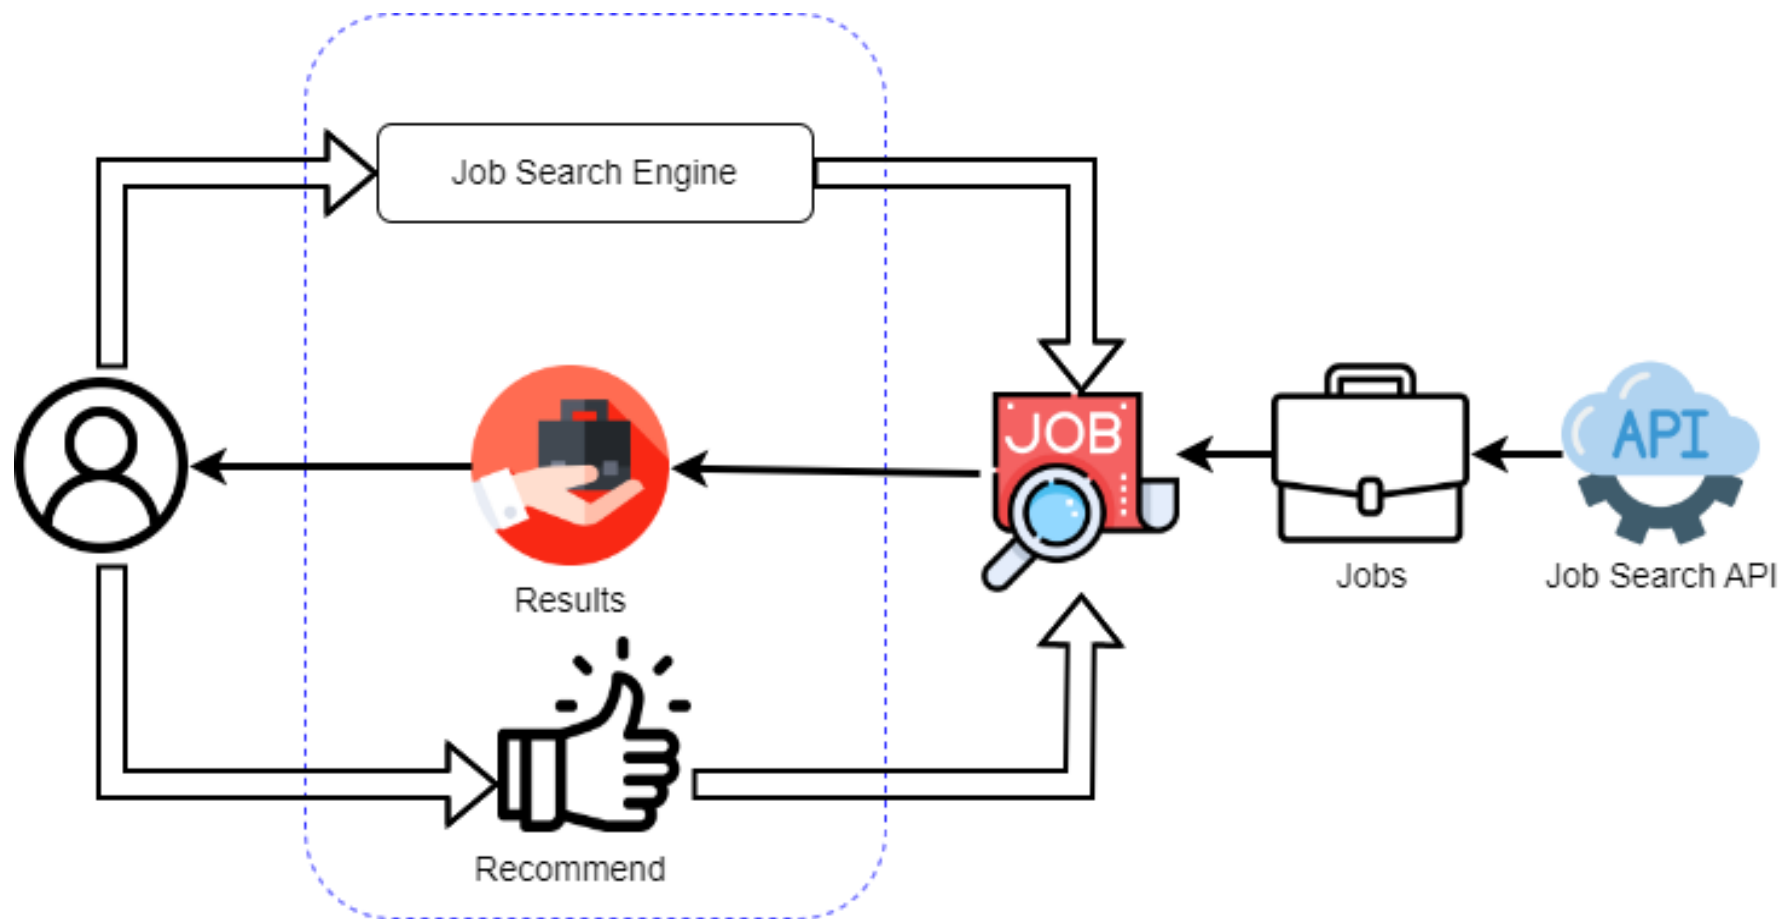 Job Search Engine
JOB
API
Results
Jobs
Job Search API
Recommend